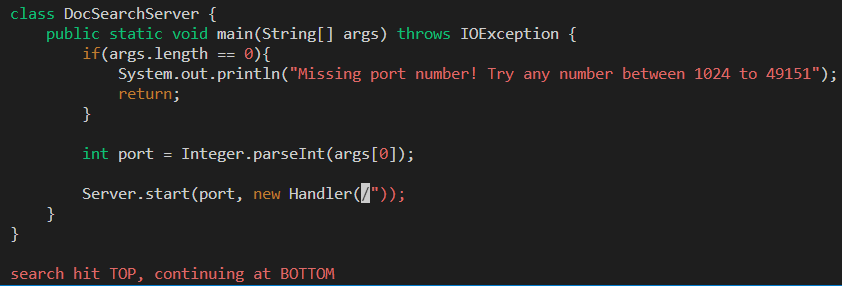 class DocSearchServer {
    public static void main(String[] args) throws IOException {
        if(args.length == 0){
            System.out.println("Missing port number! Try any number between 1024 to 49151");
            return;
        }

        int port = Integer.parseInt(args[0]);

        Server.start(port, new Handler(/"));
    }
}

search hit TOP, continuing at BOTTOM